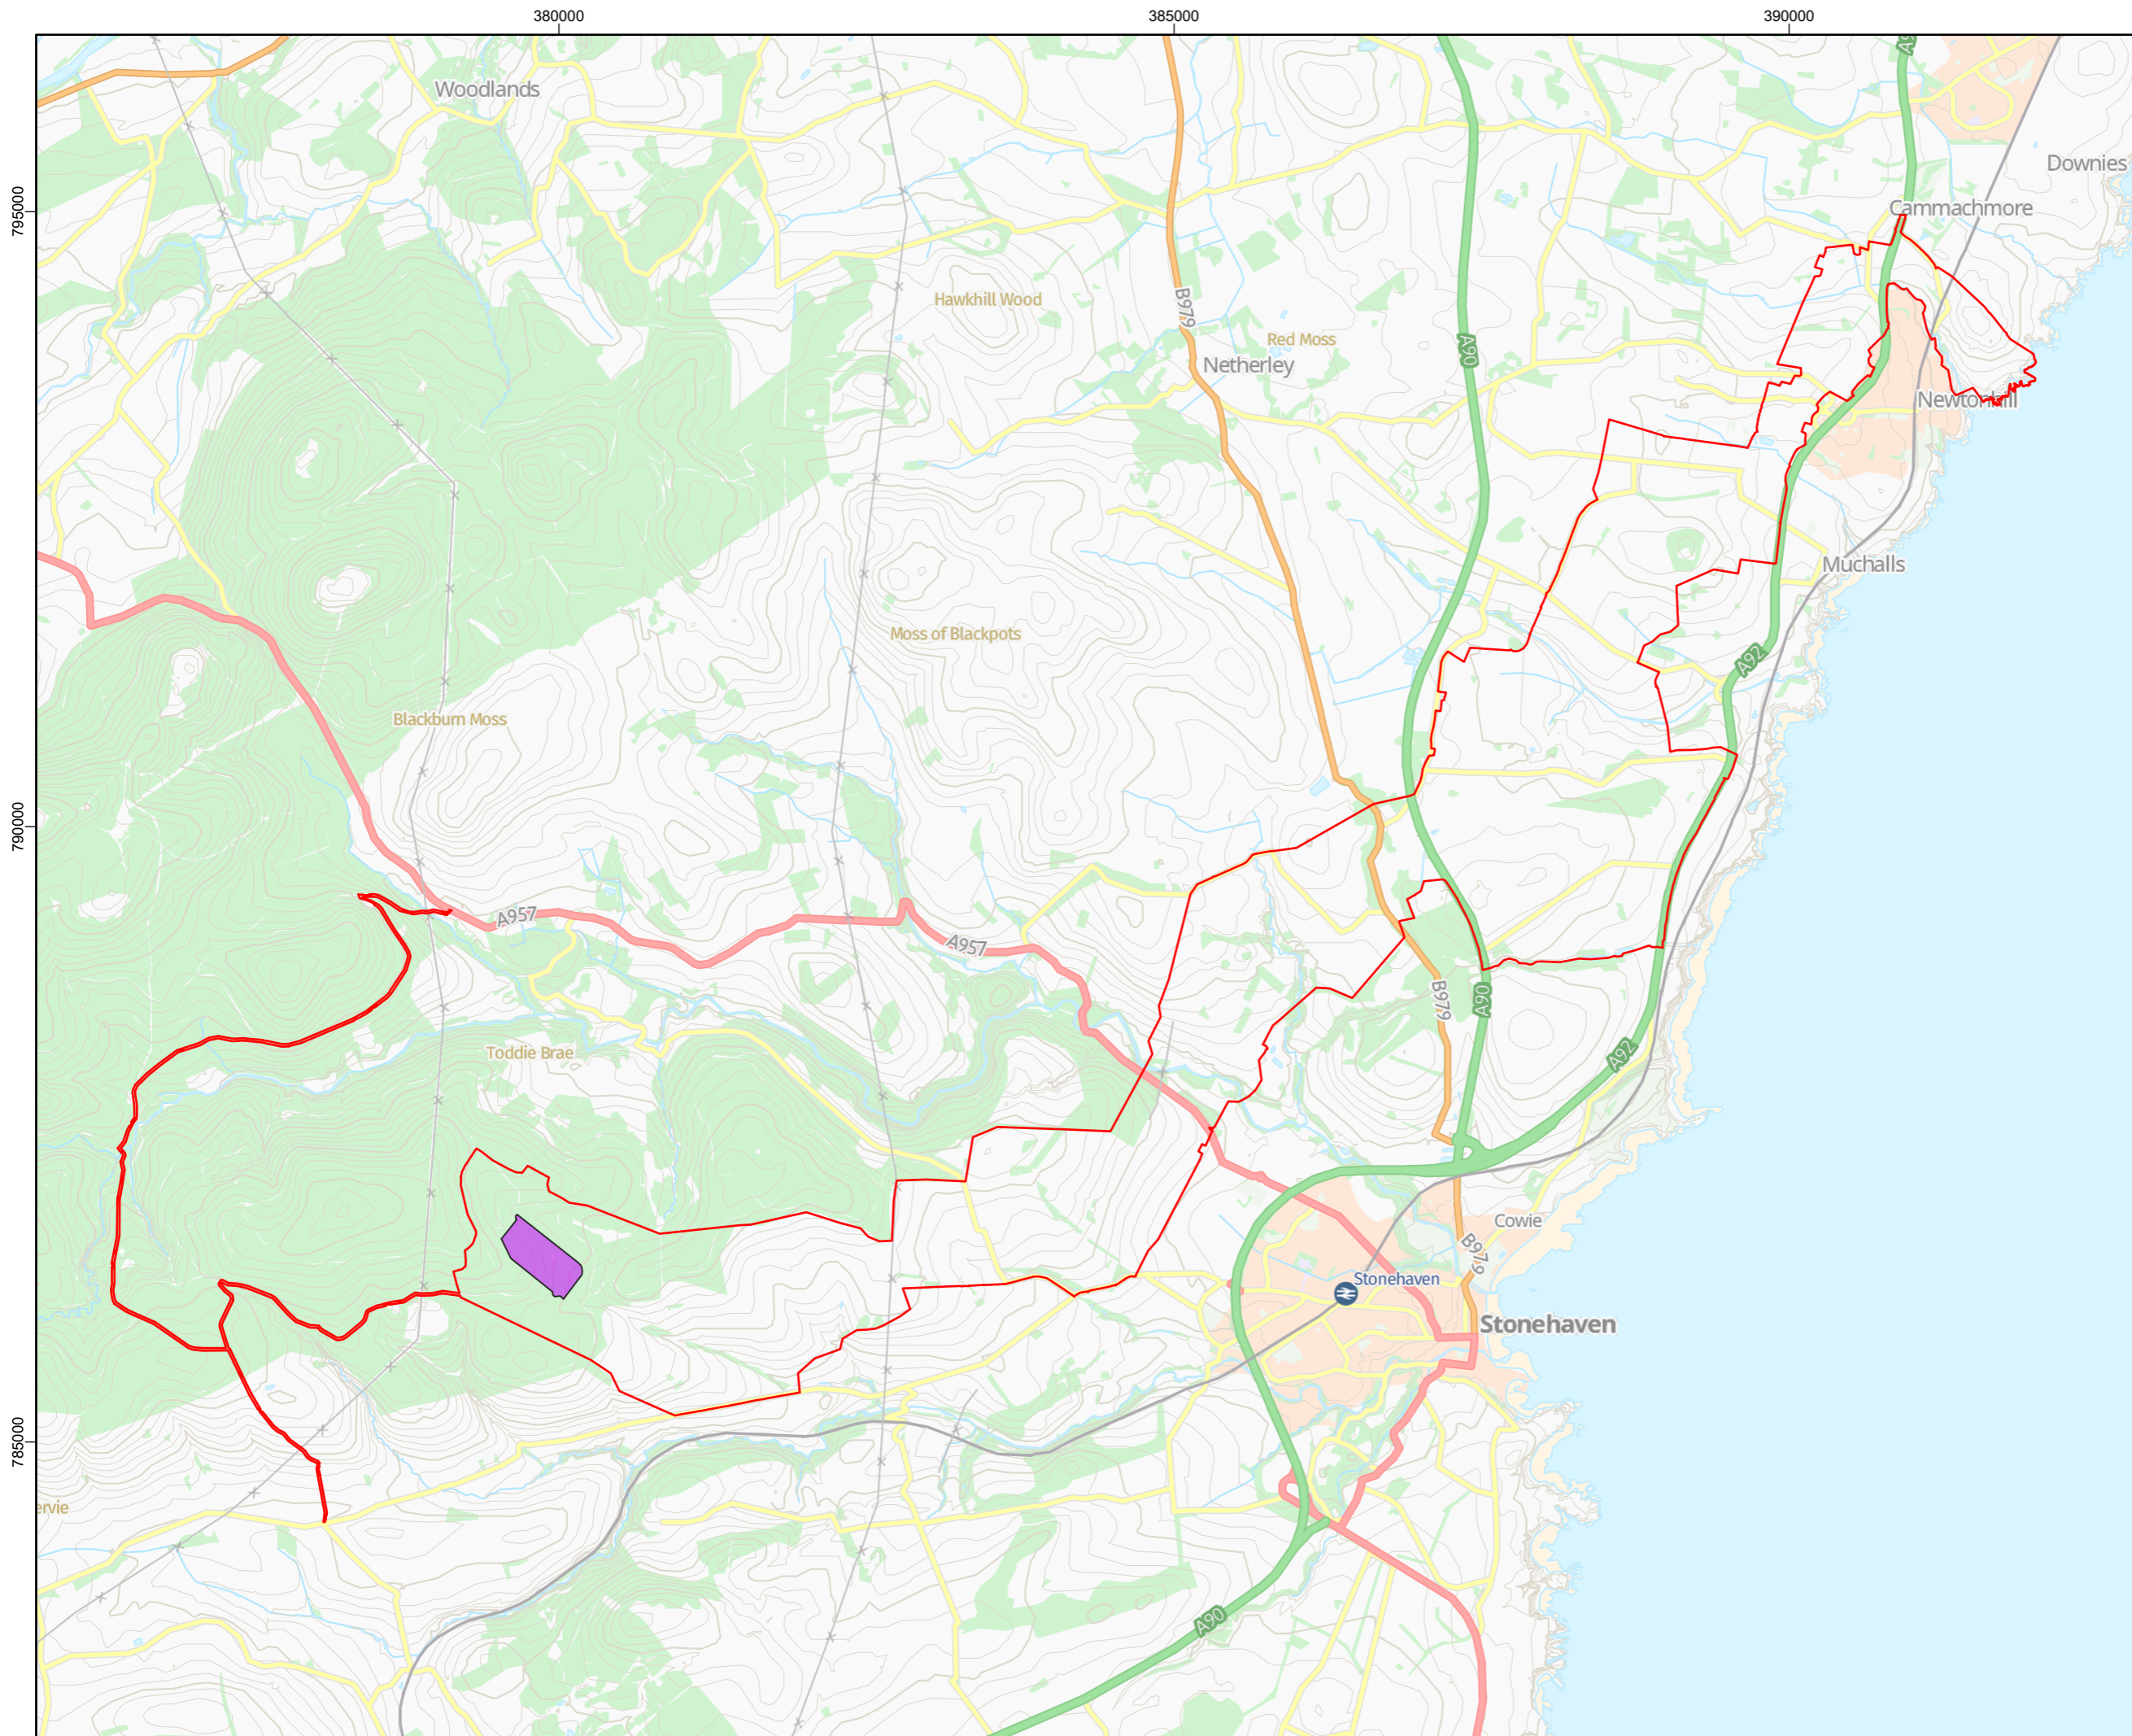 380000
385000
390000
Woodlands
Downies
795000
Cammachmore
Hawkhill Wood
B979
Red Moss
A90
Netherley
Newtonhill
Muchalls
Moss of Blackpots
A92
Blackburn Moss
790000
A957
A957
B979
A90
Toddie Brae
A92
Cowie
B979
Stonehaven
Stonehaven
785000
ervie
A90